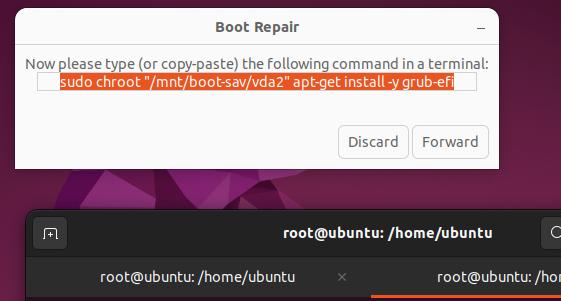 Boot Repair
Now please type (or copy-paste) the following command in a terminal:
sudo chroot "/mnt/boot-sav/vda2" apt-get install -y grub-efi
Discard
Forward
root@ubuntu: /home/ubuntu
root@ubuntu: /home/ubuntu
root@ubuntu: /hom